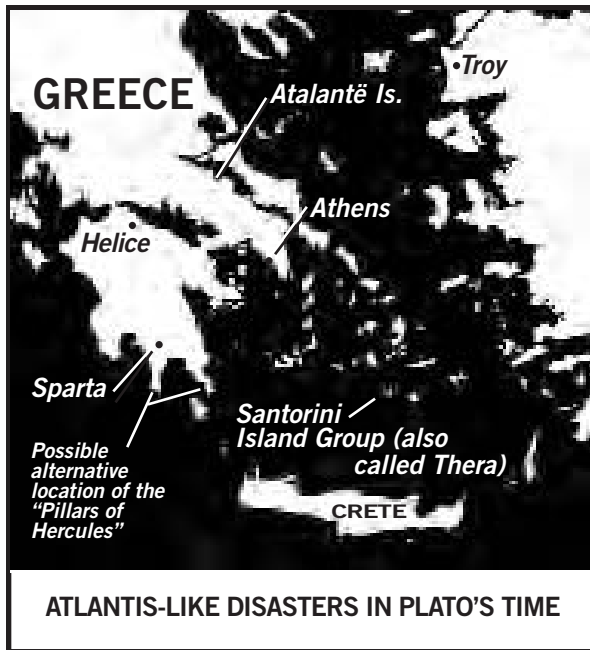 GREECE
Atalantë Is.
Troy
Athens
Helice
Sparta
Santorini
Island Group (also
called Thera)
Possible
alternative
location of the
“Pillars of
Hercules”
CRETE
ATLANTIS-LIKE DISASTERS IN PLATO’S TIME